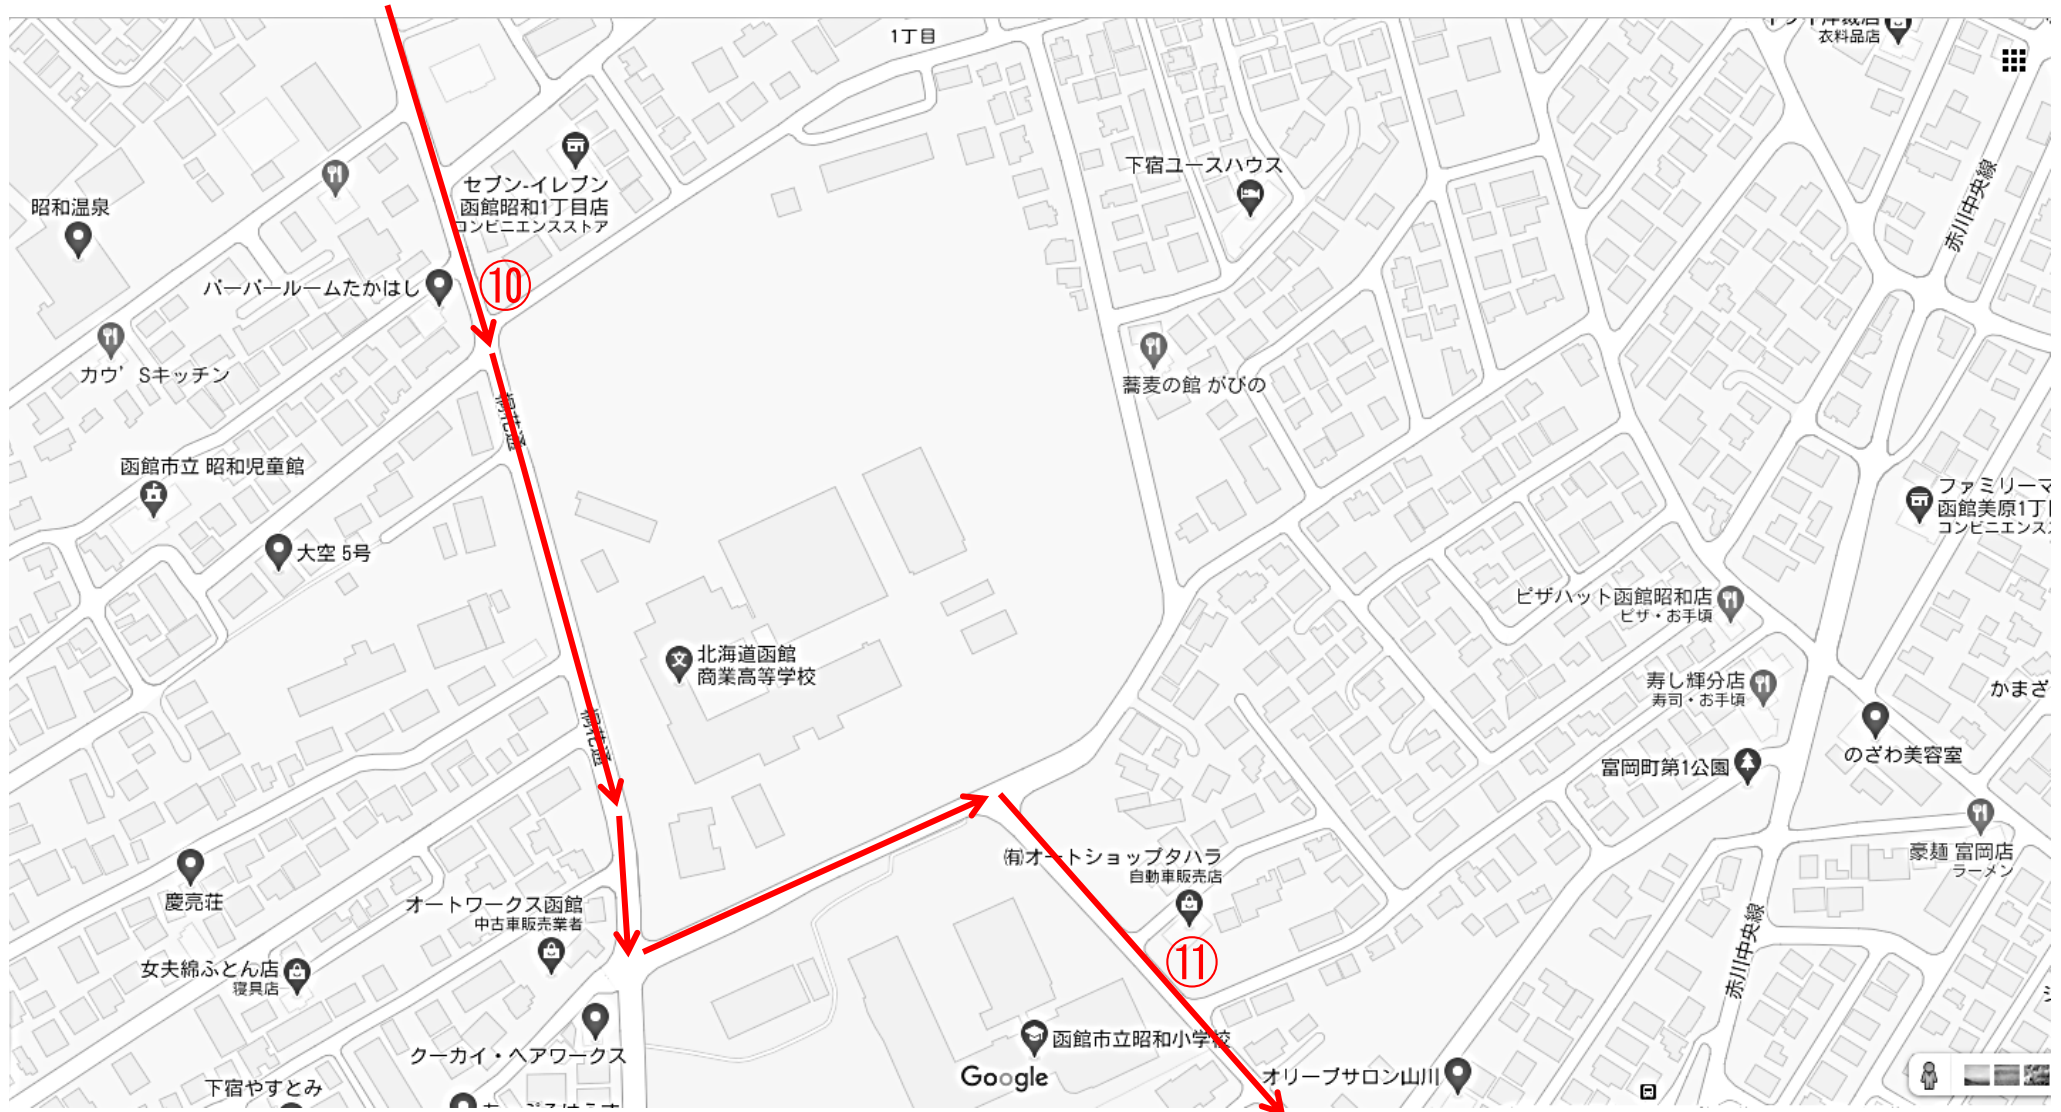 1丁目
衣料品店
赤川中央線
下宿ユースハウス
セブン-イレブン
函館昭和1丁目店
コンビニエンスストア
昭和温泉
⑩
バーバールームたかはし
カウ’Sキッチン
蕎麦の館 がびの
桐花通
函館市立 昭和児童館
大空 5号
ファミリーマ
函館美原1丁
コンビニエンス
ピザハット函館昭和店
ピザ・お手頃
北海道函館
商業高等学校
寿し輝分店
寿司・お手頃
かまざ
桐花通
のざわ美容室
富岡町第1公園
㈲オートショップタハラ
自動車販売店
豪麺 富岡店
ラーメン
慶亮荘
オートワークス函館
中古車販売業者
⑪
赤川中央線
女夫綿ふとん店
寝具店
函館市立昭和小学校
クーカイ・ヘアワークス
Google
オリーブサロン山川
下宿やすとみ